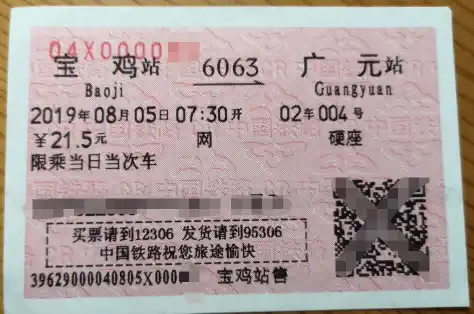 04X0000
宝鸡站 6063 广元站
Baoji Guangyuan
2019年08月05日07:30开 02车004号
￥21.5元 网 硬座
限乘当日当次车
买票请到12306 发货请到95306
中国铁路祝您旅途愉快
39629000040805X000 宝鸡站售